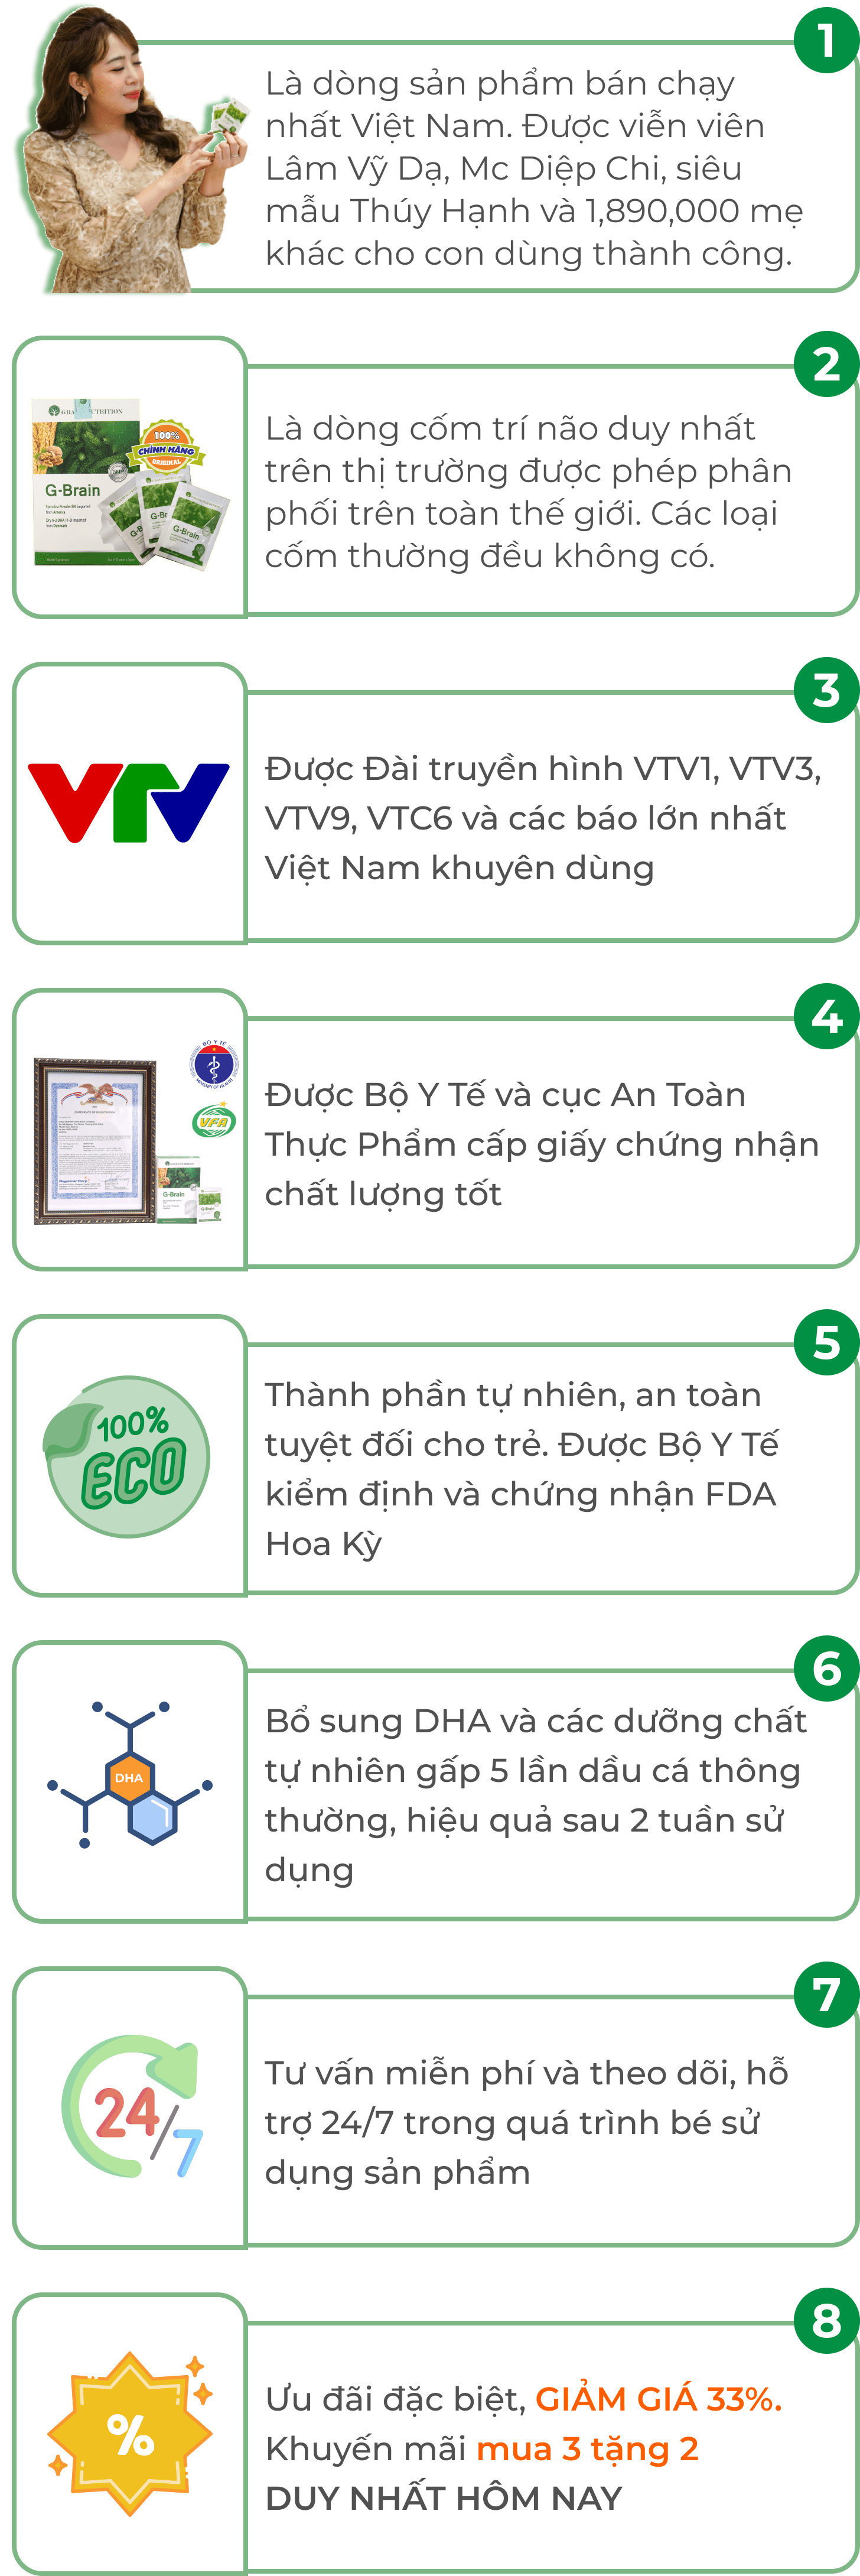 1
Là dòng sản phẩm bán chạy
nhất Việt Nam. Được viễn viên
Lâm Vỹ Dạ, Mc Diệp Chi, siêu
mẫu Thúy Hạnh và 1,890,000 mẹ
khác cho con dùng thành công.
2
100%
CHÍNH HÃNG
ORIGINAL
G-Brain
G-Brain
Là dòng cốm trí não duy nhất
trên thị trường được phép phân
phối trên toàn thế giới. Các loại
cốm thường đều không có.
3
VTV
Được Đài truyền hình VTV1, VTV3,
VTV9, VTC6 và các báo lớn nhất
Việt Nam khuyên dùng
4
BỘ Y TẾ
MINISTRY OF HEALTH
VFA
G-Brain
G-Brain
Được Bộ Y Tế và cục An Toàn
Thực Phẩm cấp giấy chứng nhận
chất lượng tốt
5
100%
ECO
Thành phần tự nhiên, an toàn
tuyệt đối cho trẻ. Được Bộ Y Tế
kiểm định và chứng nhận FDA
Hoa Kỳ
6
DHA
Bổ sung DHA và các dưỡng chất
tự nhiên gấp 5 lần dầu cá thông
thường, hiệu quả sau 2 tuần sử
dụng
7
24/7
Tư vấn miễn phí và theo dõi, hỗ
trợ 24/7 trong quá trình bé sử
dụng sản phẩm
8
%
Ưu đãi đặc biệt, GIẢM GIÁ 33%.
Khuyến mãi mua 3 tặng 2
DUY NHẤT HÔM NAY